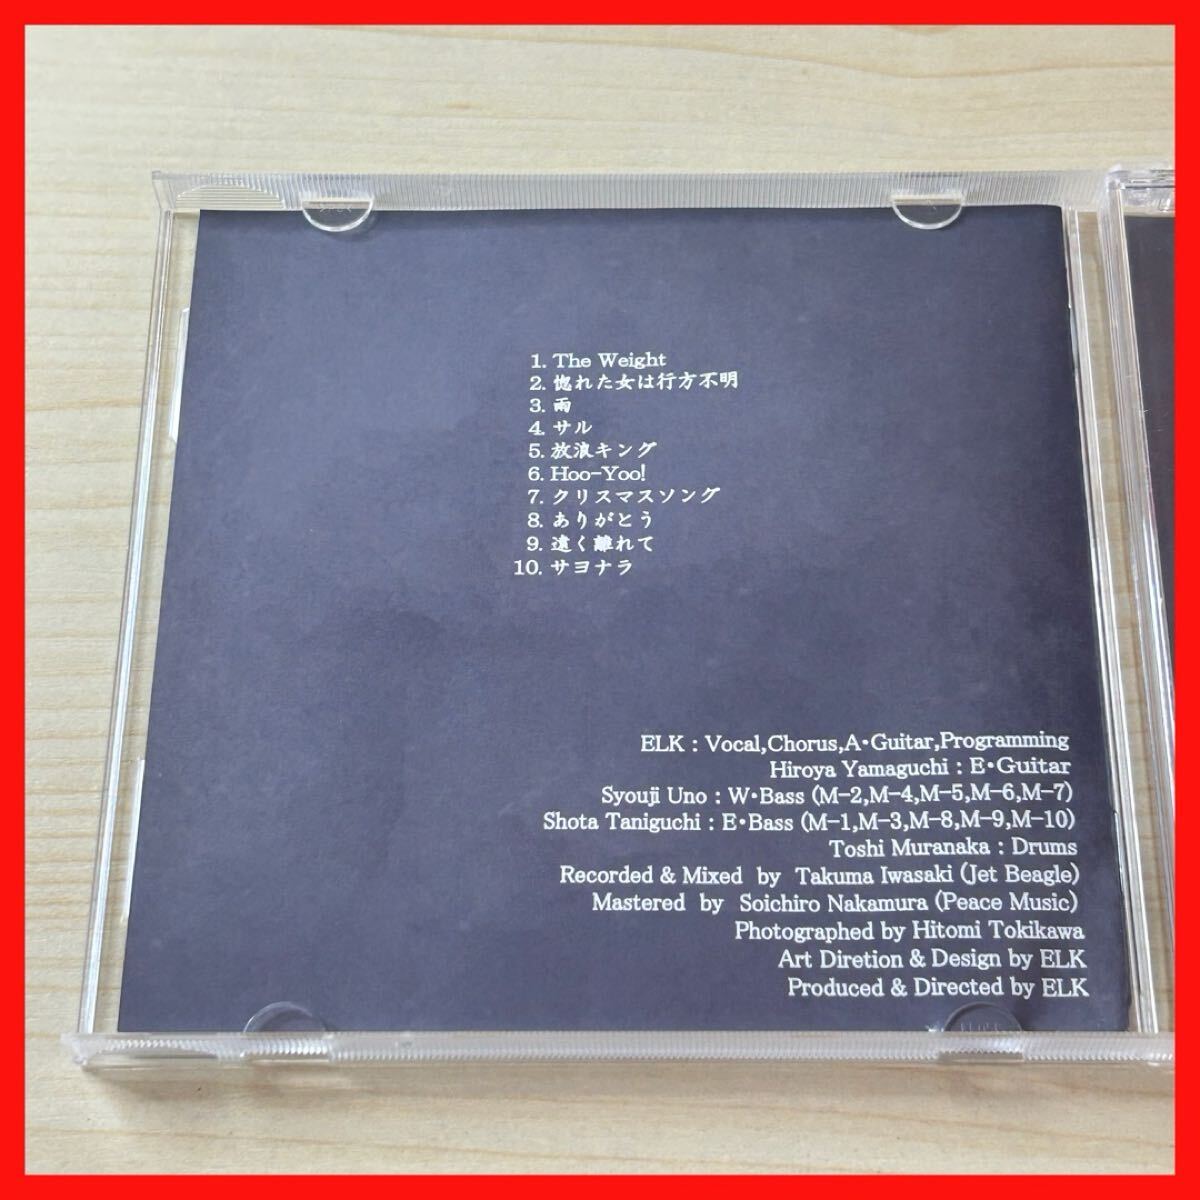 1. The Weight
2. 惚れた女は行方不明
3. 雨
4. サル
5. 放浪キング
6. Hoo-Yoo!
7. クリスマスソング
8. ありがとう
9. 遠く離れて
10. サヨナラ
ELK : Vocal,Chorus,A・Guitar,Programming
Hiroya Yamaguchi : E・Guitar
Syouji Uno : W・Bass (M-2,M-4,M-5,M-6,M-7)
Shota Taniguchi : E・Bass (M-1,M-3,M-8,M-9,M-10)
Toshi Muranaka : Drums
Recorded & Mixed by Takuma Iwasaki (Jet Beagle)
Mastered by Soichiro Nakamura (Peace Music)
Photographed by Hitomi Tokikawa
Art Diretion & Design by ELK
Produced & Directed by ELK